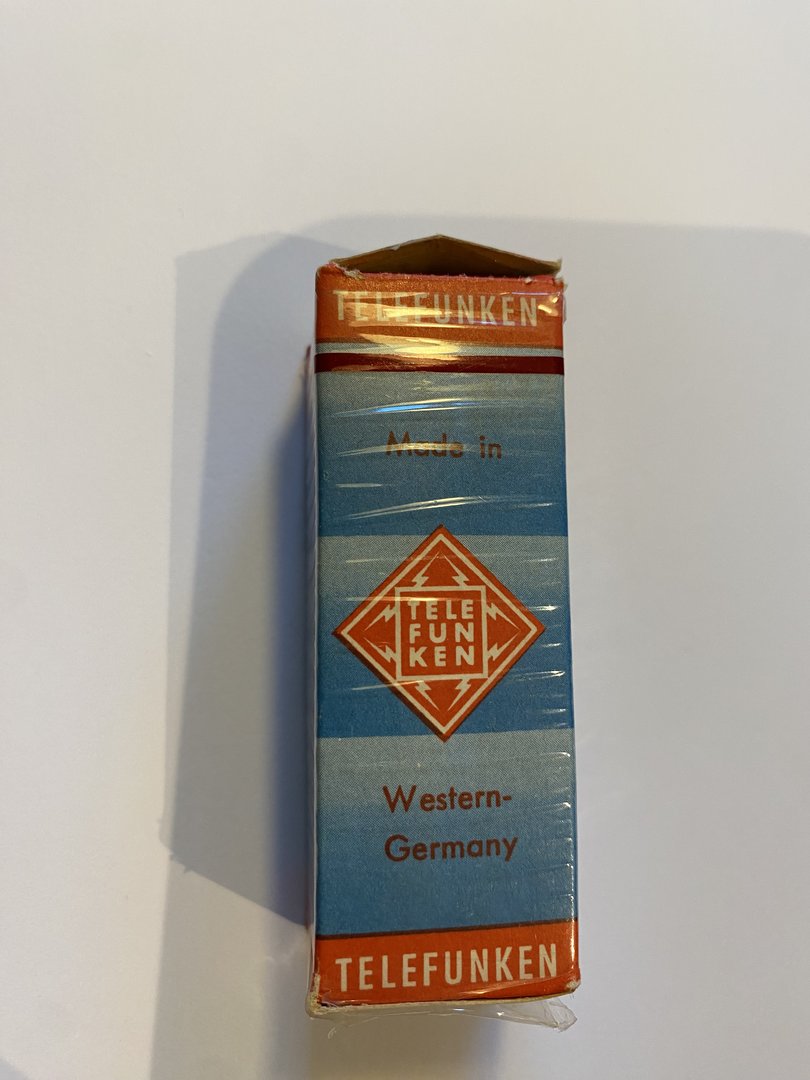 TELEFUNKEN
Made in
TELE
FUN
KEN
Western-
Germany
TELEFUNKEN